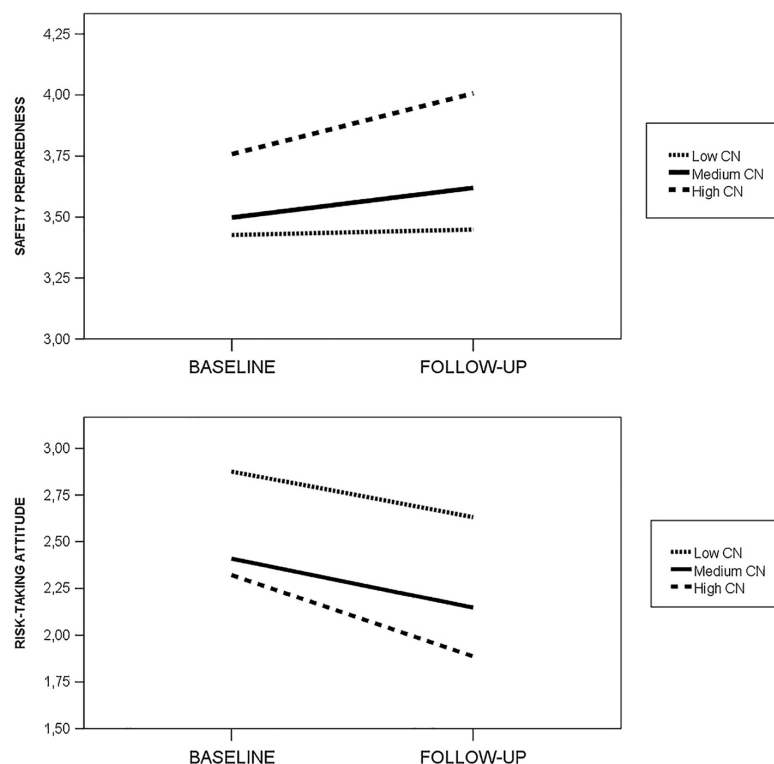 4,25
4,00
3,75
3,50
3,25
3,00
SAFETY PREPAREDNESS
BASELINE
FOLLOW-UP
Low CN
Medium CN
High CN
3,00
2,75
2,50
2,25
2,00
1,75
1,50
RISK-TAKING ATTITUDE
BASELINE
FOLLOW-UP
Low CN
Medium CN
High CN